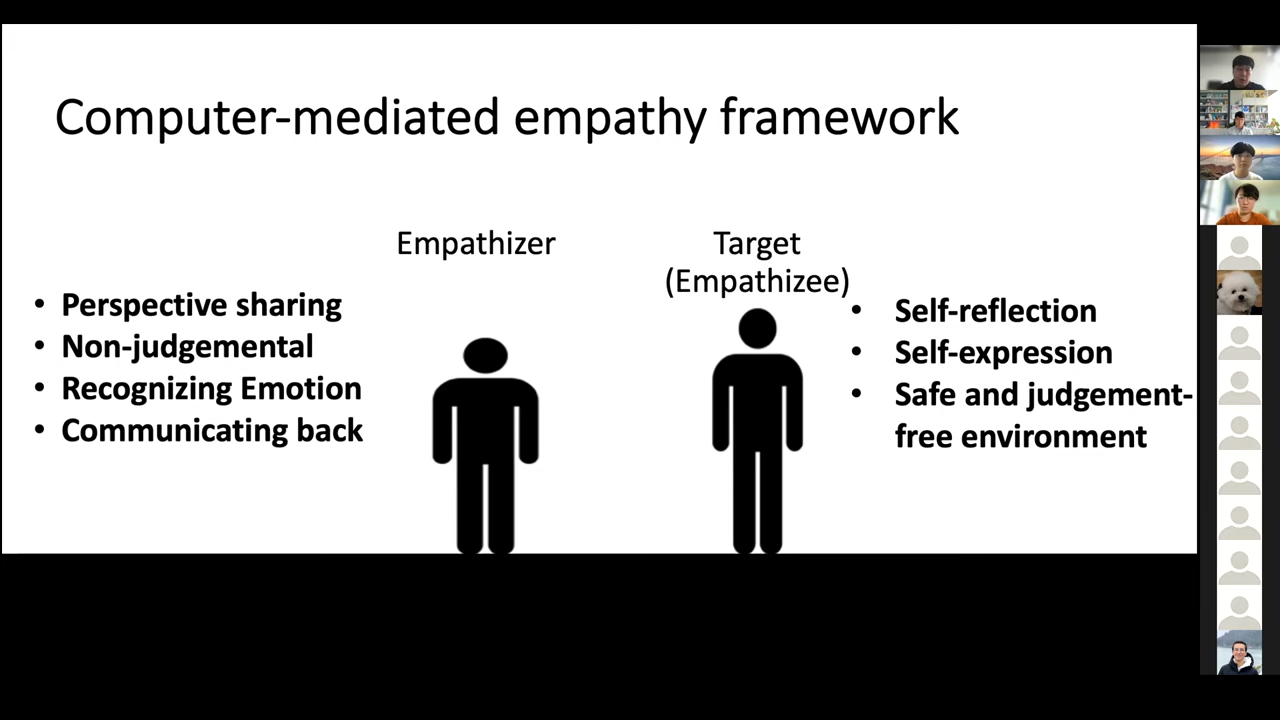 Computer-mediated empathy framework
Empathizer
• Perspective sharing
• Non-judgemental
• Recognizing Emotion
• Communicating back
Target
(Empathizee)
• Self-reflection
• Self-expression
• Safe and judgement-
free environment